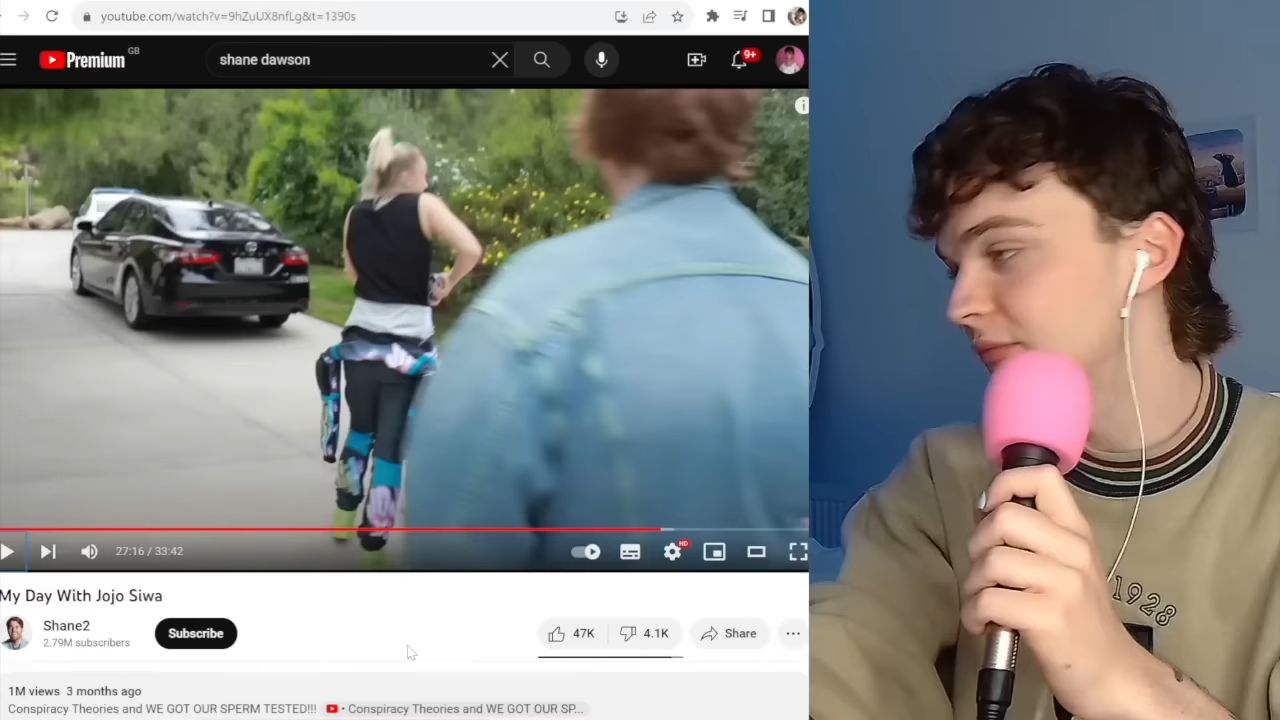 youtube.com/watch?v=9hZuUX8nfLg&t=1390s
Premium GB
shane dawson
9+
27:16 / 33:42
HD
My Day With Jojo Siwa
Shane2
2.79M subscribers
Subscribe
47K
4.1K
Share
1M views 3 months ago
Conspiracy Theories and WE GOT OUR SPERM TESTED!!! • Conspiracy Theories and WE GOT OUR SP...
1928